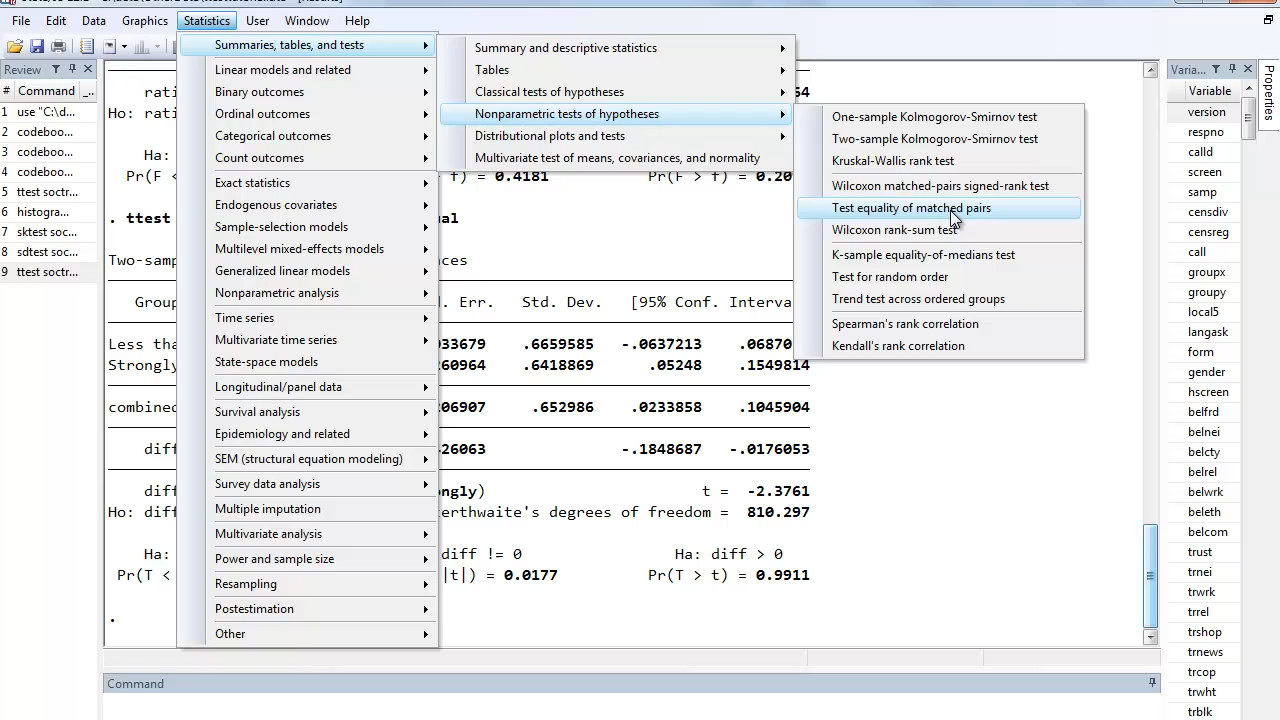 File Edit Data Graphics Statistics User Window Help
Review
# Command
1 use "C:\d...
2 codeboo...
3 codeboo...
4 codeboo...
5 ttest soctr...
6 histogra...
7 sktest soc...
8 sdtest soc...
9 ttest soctr...
Summaries, tables, and tests
Linear models and related
Binary outcomes
Ordinal outcomes
Categorical outcomes
Count outcomes
Exact statistics
Endogenous covariates
Sample-selection models
Multilevel mixed-effects models
Generalized linear models
Nonparametric analysis
Time series
Multivariate time series
State-space models
Longitudinal/panel data
Survival analysis
Epidemiology and related
SEM (structural equation modeling)
Survey data analysis
Multiple imputation
Multivariate analysis
Power and sample size
Resampling
Postestimation
Other
Summary and descriptive statistics
Tables
Classical tests of hypotheses
Nonparametric tests of hypotheses
Distributional plots and tests
Multivariate test of means, covariances, and normality
One-sample Kolmogorov-Smirnov test
Two-sample Kolmogorov-Smirnov test
Kruskal-Wallis rank test
Wilcoxon matched-pairs signed-rank test
Test equality of matched pairs
Wilcoxon rank-sum test
K-sample equality-of-medians test
Test for random order
Trend test across ordered groups
Spearman's rank correlation
Kendall's rank correlation
rati 64
Ho: rati
Ha:
Pr(F < f) = 0.4181 Pr(F > f) = 0.20
. ttest ual
Two-sam ces
Grou . Err. Std. Dev. [95% Conf. Interva
Less tha 033679 .6659585 -.0637213 .06870
Strongly 260964 .6418869 .05248 .1549814
combined 206907 .652986 .0233858 .1045904
diff 426063 -.1848687 -.0176053
diff ongly) t = -2.3761
Ho: diff erthwaite's degrees of freedom = 810.297
Ha: diff != 0 Ha: diff > 0
Pr(T < |t|) = 0.0177 Pr(T > t) = 0.9911
.
Command
Varia...
Variable
version
respno
calld
screen
samp
censdiv
censreg
call
groupx
groupy
local5
langask
form
gender
hscreen
belfrd
belnei
belcty
belrel
belwrk
beleth
belcom
trust
trnei
trwrk
trrel
trshop
trnews
trcop
trwht
trblk
Properties